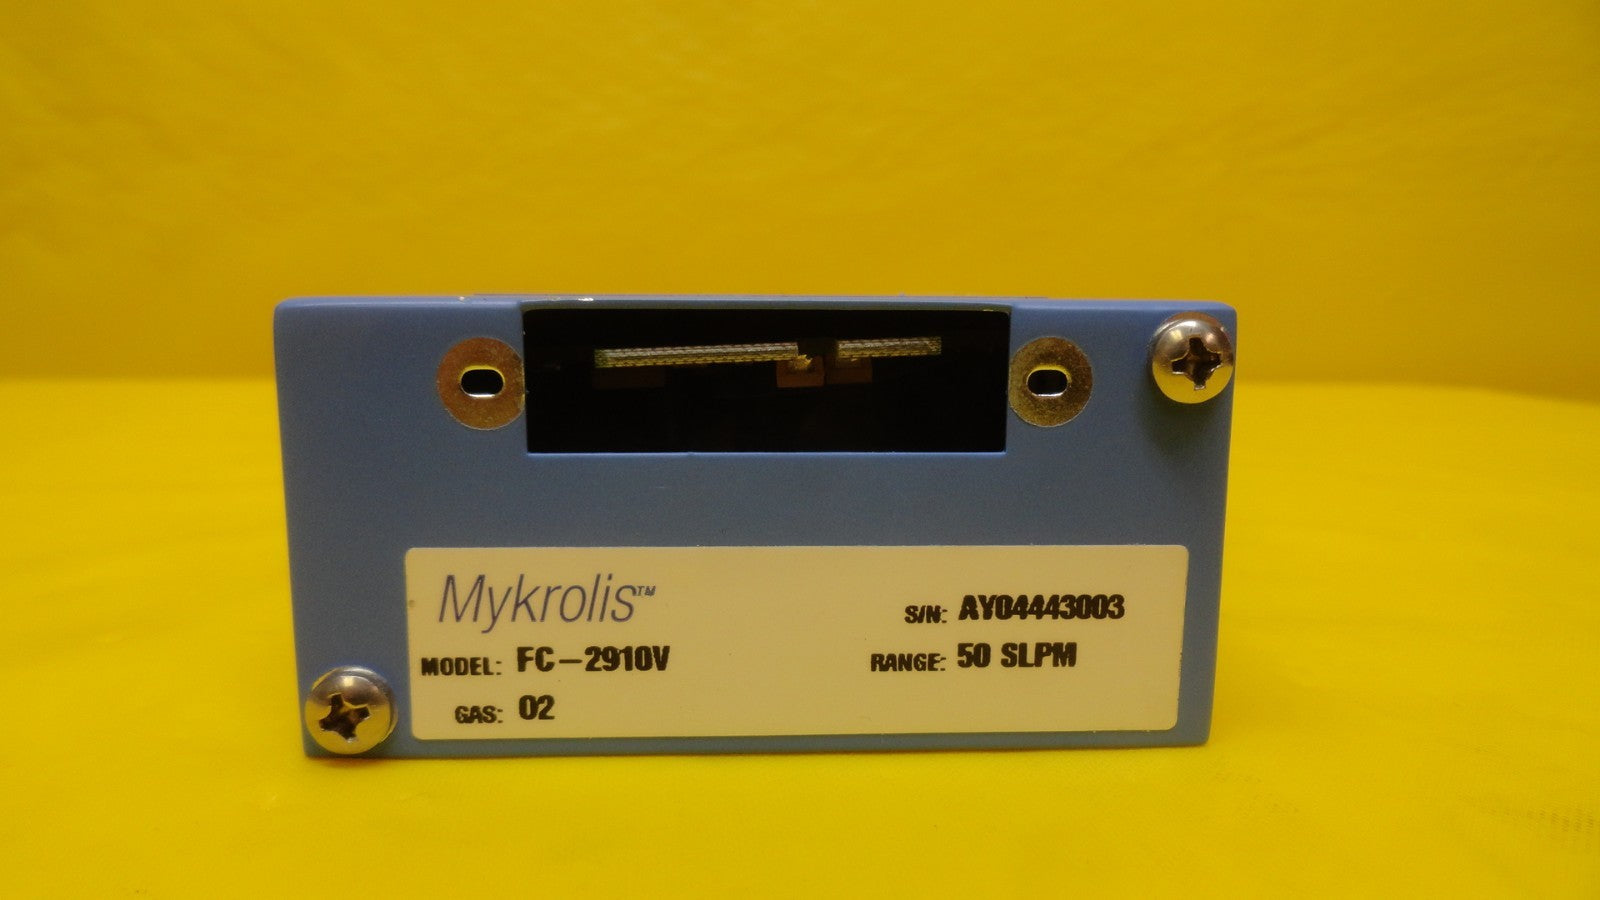 Mykrolis™
S/N: AY04443003
MODEL: FC-2910V
RANGE: 50 SLPM
GAS: O2